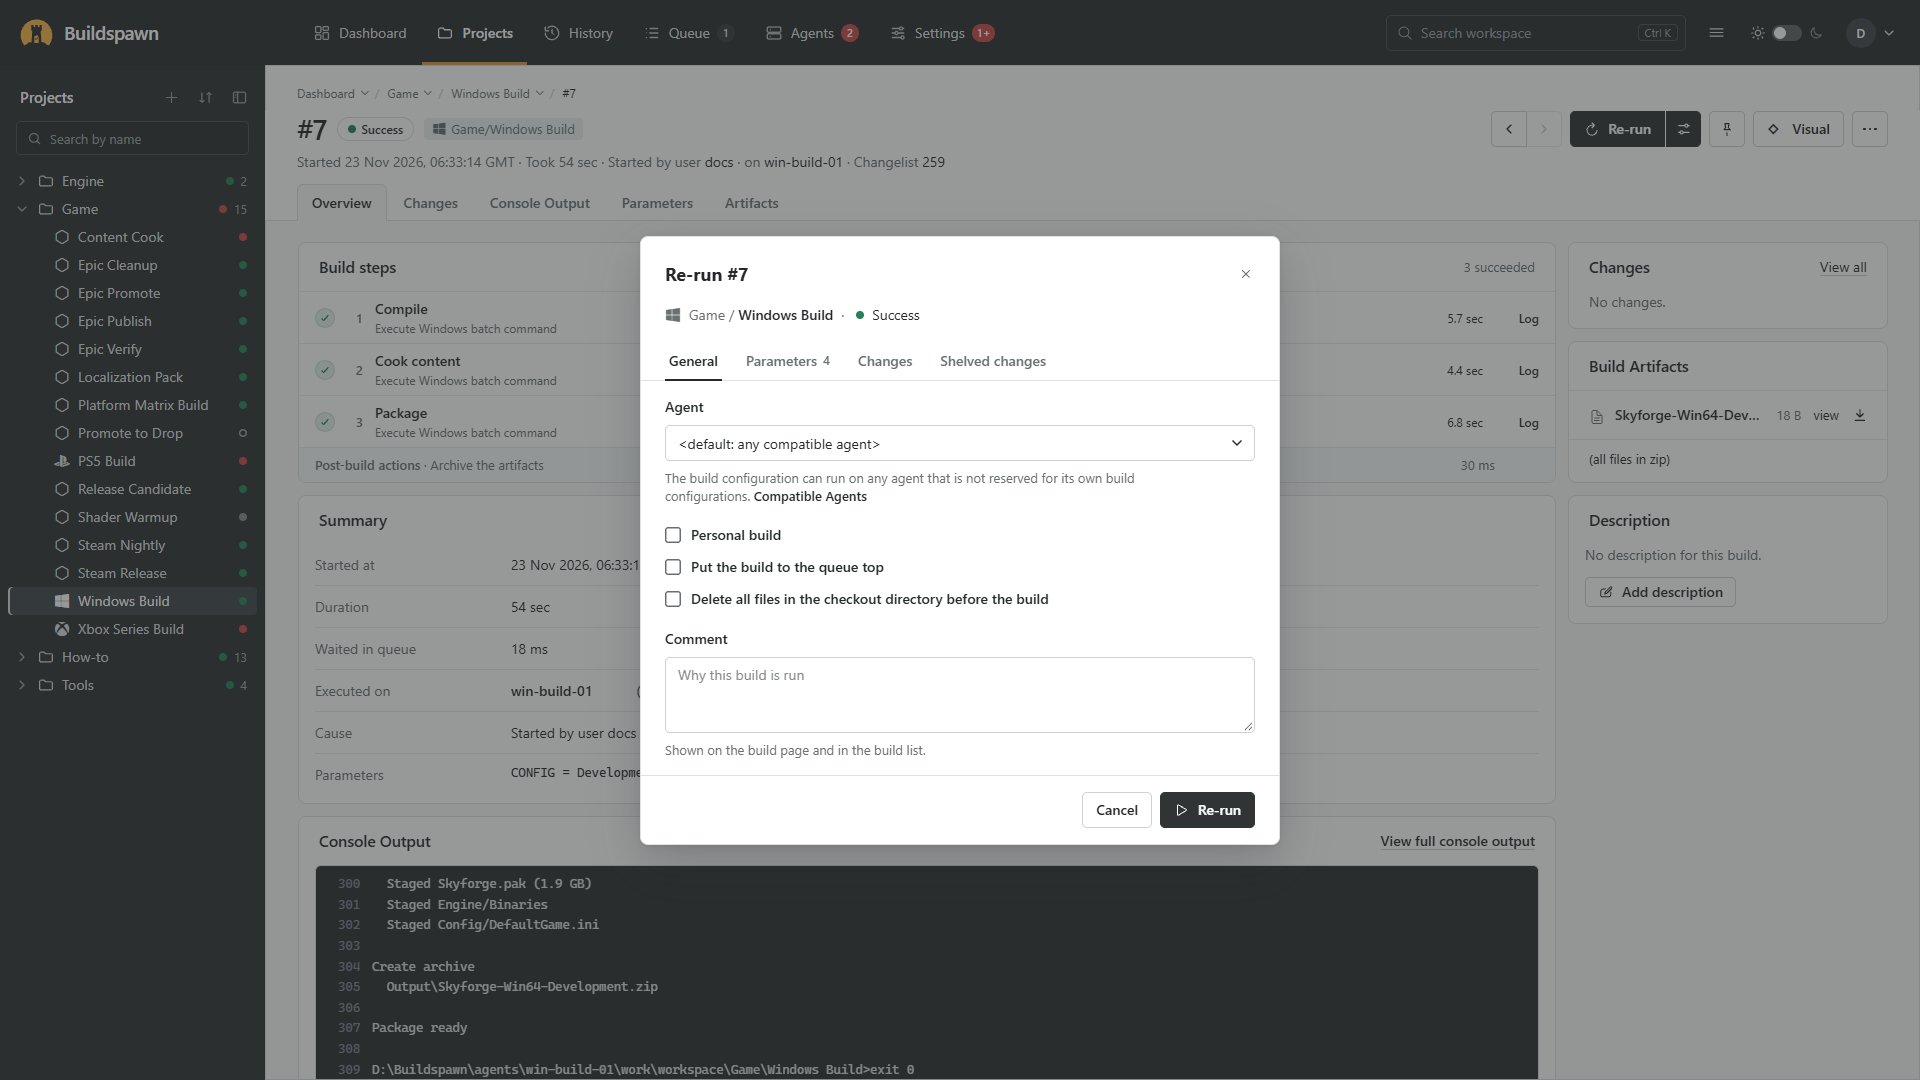 Buildspawn
Dashboard
Projects
History
Queue 1
Agents 2
Settings 1+
Search workspace Ctrl K
D
Projects
Search by name
Engine 2
Game 15
Content Cook
Epic Cleanup
Epic Promote
Epic Publish
Epic Verify
Localization Pack
Platform Matrix Build
Promote to Drop
PS5 Build
Release Candidate
Shader Warmup
Steam Nightly
Steam Release
Windows Build
Xbox Series Build
How-to 13
Tools 4
Dashboard / Game / Windows Build / #7
#7 Success Game/Windows Build
Started 23 Nov 2026, 06:33:14 GMT · Took 54 sec · Started by user docs · on win-build-01 · Changelist 259
Re-run
Visual
Overview
Changes
Console Output
Parameters
Artifacts
Build steps
3 succeeded
1 Compile
Execute Windows batch command
5.7 sec Log
2 Cook content
Execute Windows batch command
4.4 sec Log
3 Package
Execute Windows batch command
6.8 sec Log
Post-build actions · Archive the artifacts
30 ms
Summary
Started at 23 Nov 2026, 06:33:1
Duration 54 sec
Waited in queue 18 ms
Executed on win-build-01 (
Cause Started by user docs
Parameters CONFIG = Developme
Console Output
View full console output
300 Staged Skyforge.pak (1.9 GB)
301 Staged Engine/Binaries
302 Staged Config/DefaultGame.ini
303
304 Create archive
305 Output\Skyforge-Win64-Development.zip
306
307 Package ready
308
309 D:\Buildspawn\agents\win-build-01\work\workspace\Game\Windows Build>exit 0
Changes
View all
No changes.
Build Artifacts
Skyforge-Win64-Dev... 18 B view
(all files in zip)
Description
No description for this build.
Add description
Re-run #7
Game / Windows Build · Success
General
Parameters 4
Changes
Shelved changes
Agent
<default: any compatible agent>
The build configuration can run on any agent that is not reserved for its own build
configurations. Compatible Agents
Personal build
Put the build to the queue top
Delete all files in the checkout directory before the build
Comment
Why this build is run
Shown on the build page and in the build list.
Cancel
Re-run